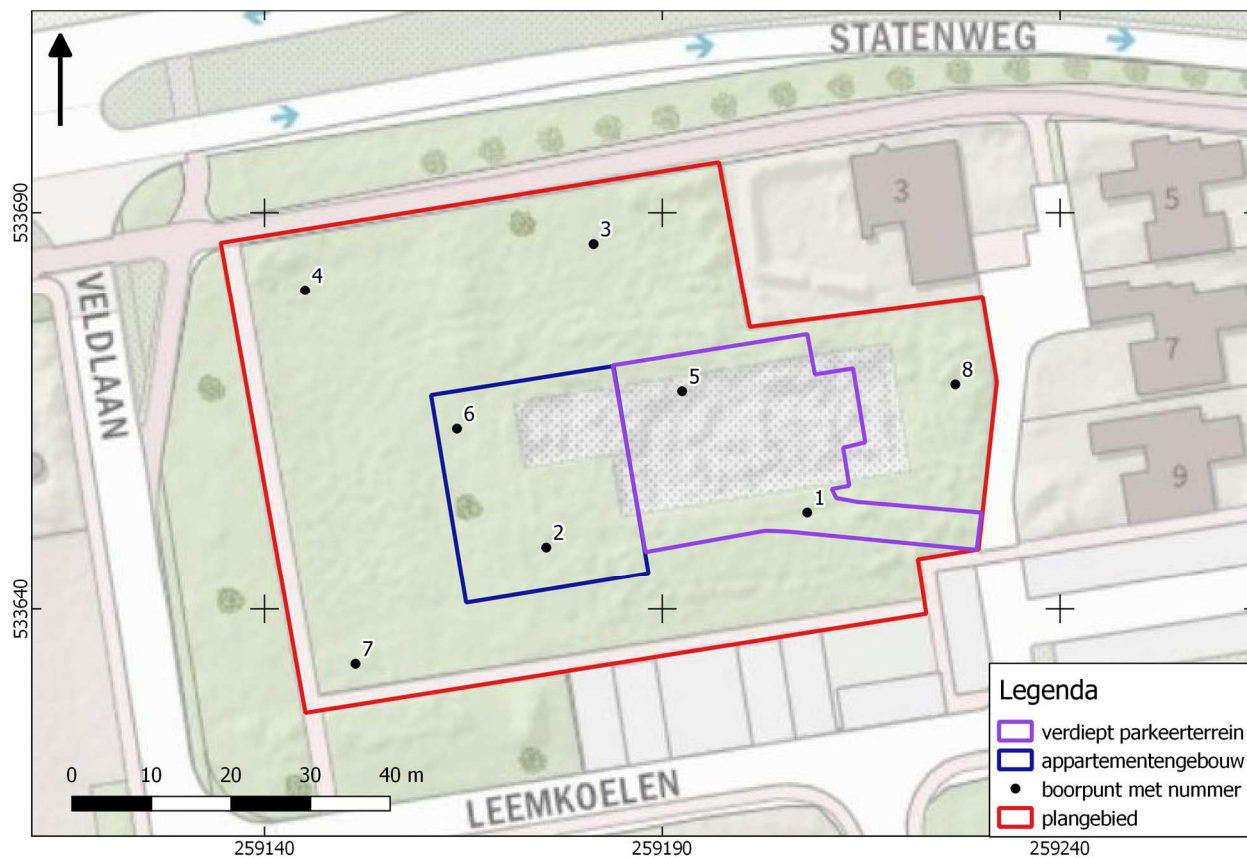 STATENWEG
3
5
533690
3
4
VELDLAAN
7
5
8
6
9
1
2
533640
7
Legenda
verdiept parkeerterrein
appartementengebouw
boorpunt met nummer
plangebied
0 10 20 30 40 m
LEEMKOELEN
259140 259190 259240